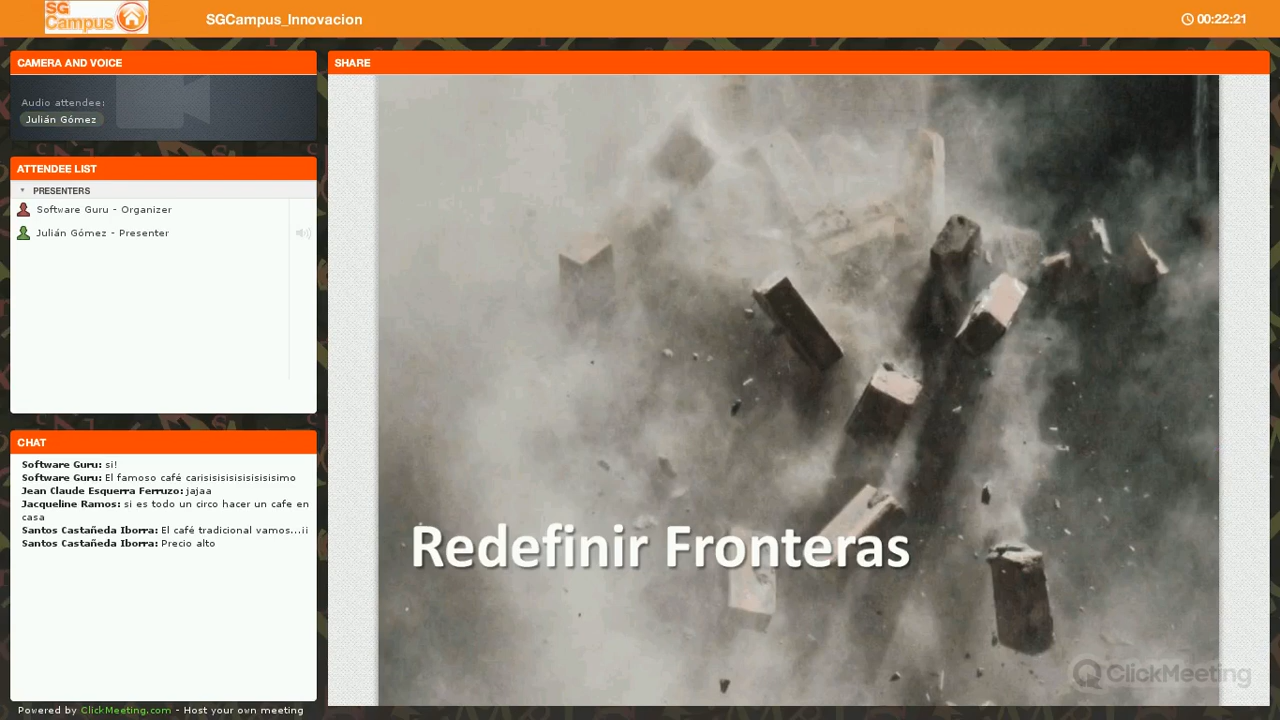 SG
Campus
SGCampus_Innovacion
00:22:21
CAMERA AND VOICE
Audio attendee:
Julián Gómez
ATTENDEE LIST
PRESENTERS
Software Guru - Organizer
Julián Gómez - Presenter
CHAT
Software Guru: si!
Software Guru: El famoso café carisisisisisisisisimo
Jean Claude Esquerra Ferruzo: jajaa
Jacqueline Ramos: si es todo un circo hacer un cafe en
casa
Santos Castañeda Iborra: El café tradicional vamos...¡¡
Santos Castañeda Iborra: Precio alto
Powered by ClickMeeting.com - Host your own meeting
SHARE
Redefinir Fronteras
ClickMeeting